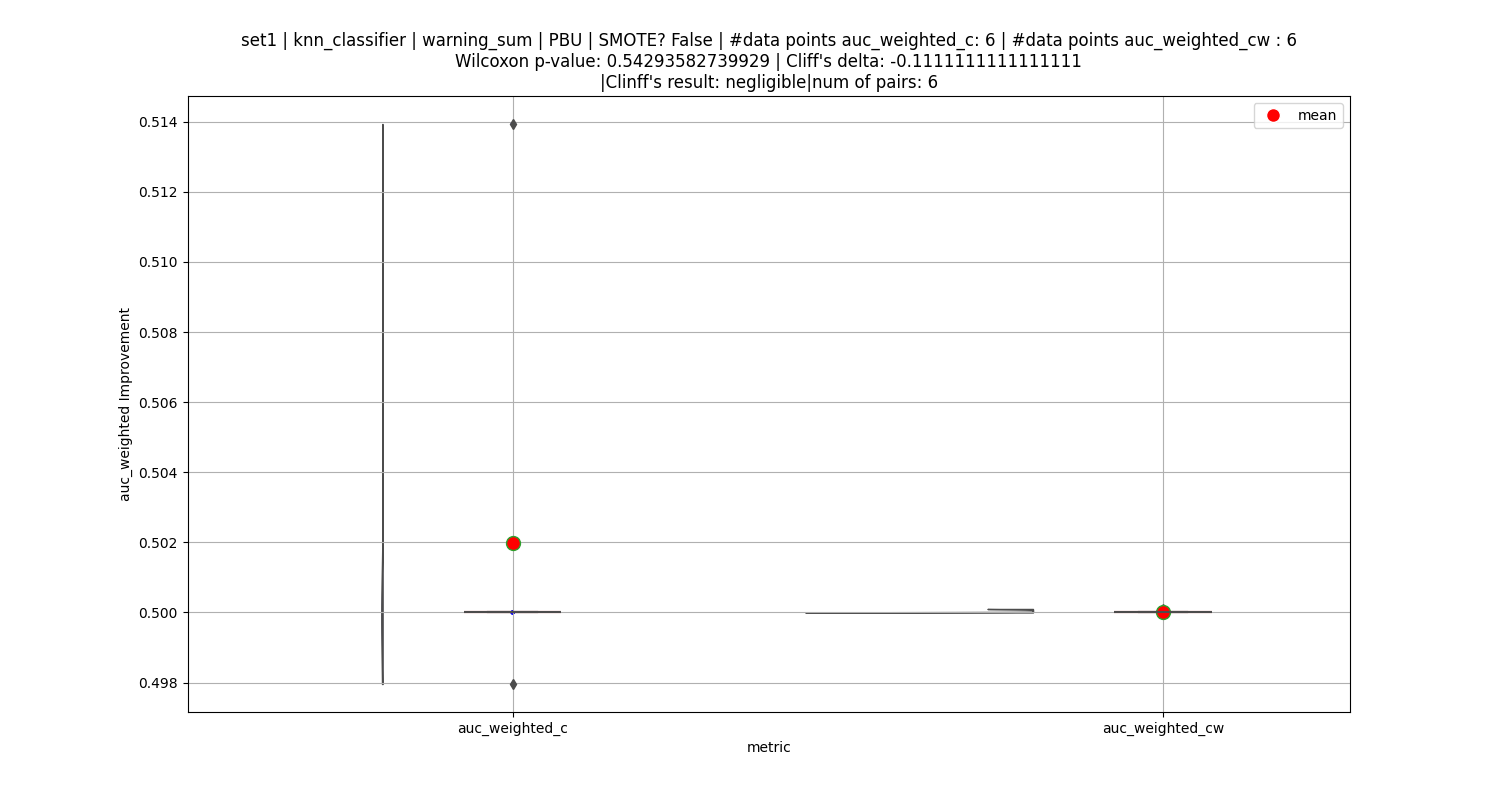 set1 | knn_classifier | warning_sum | PBU | SMOTE? False | #data points auc_weighted_c: 6 | #data points auc_weighted_cw : 6
Wilcoxon p-value: 0.54293582739929 | Cliff's delta: -0.1111111111111111
|Clinff's result: negligible|num of pairs: 6
mean
0.514
0.512
0.510
0.508
0.506
0.504
0.502
0.500
0.498
auc_weighted Improvement
auc_weighted_c
auc_weighted_cw
metric